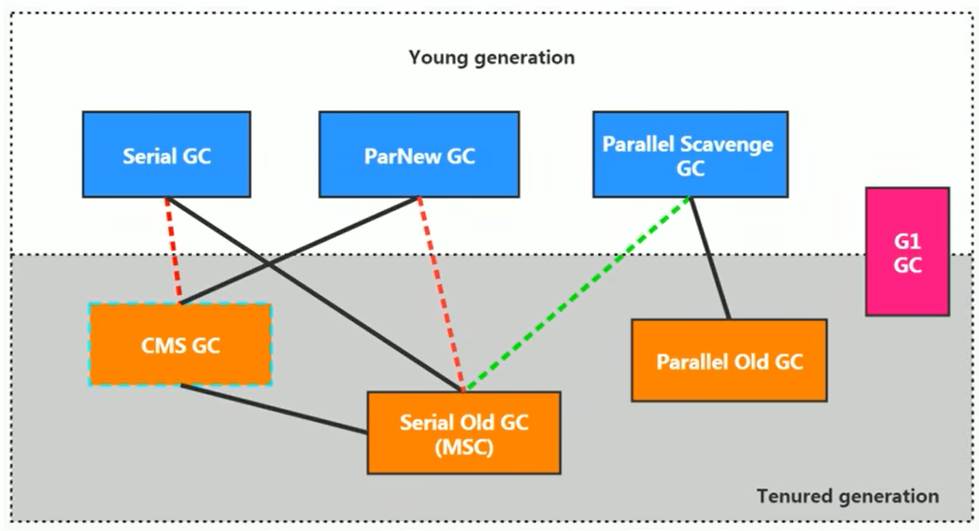 Young generation
Serial GC
ParNew GC
Parallel Scavenge
GC
G1
GC
CMS GC
Parallel Old GC
Serial Old GC
(MSC)
Tenured generation